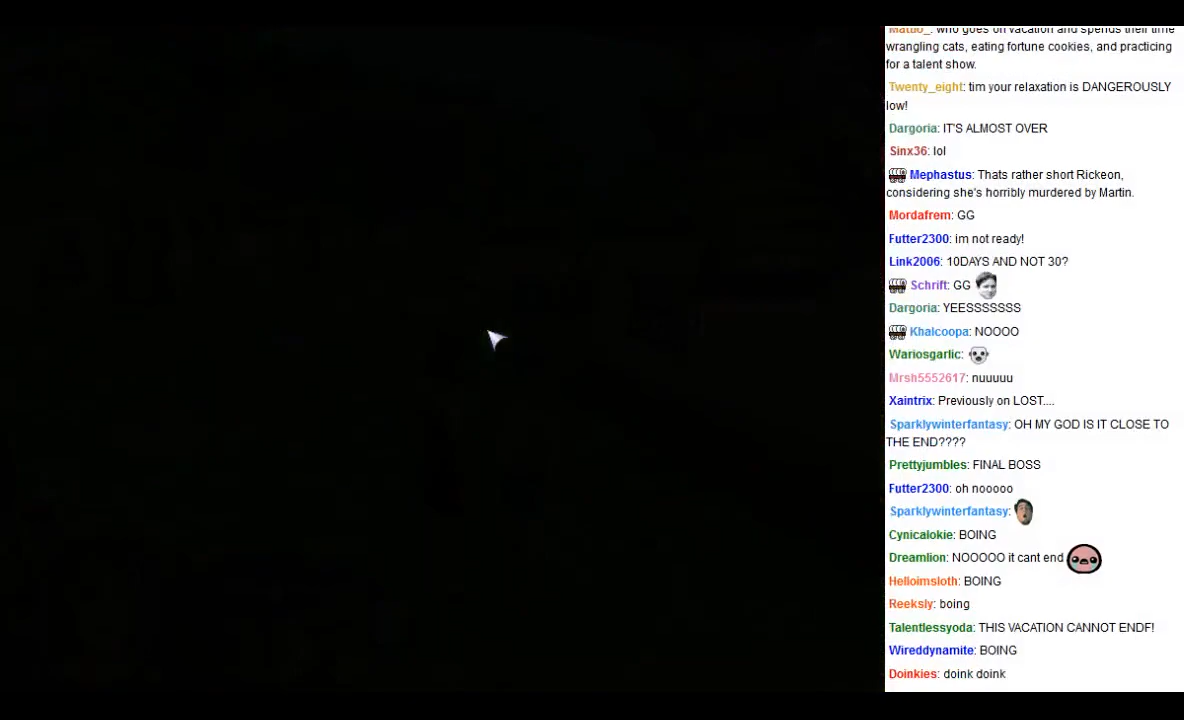 Mattio_: who goes on vacation and spends their time
wrangling cats, eating fortune cookies, and practicing
for a talent show.
Twenty_eight: tim your relaxation is DANGEROUSLY
low!
Dargoria: IT'S ALMOST OVER
Sinx36: lol
Mephastus: Thats rather short Rickeon,
considering she's horribly murdered by Martin.
Mordafrem: GG
Futter2300: im not ready!
Link2006: 10DAYS AND NOT 30?
Schrift: GG
Dargoria: YEESSSSSSS
Khalcoopa: NOOOO
Wariosgarlic:
Mrsh5552617: nuuuuu
Xaintrix: Previously on LOST....
Sparklywinterfantasy: OH MY GOD IS IT CLOSE TO
THE END????
Prettyjumbles: FINAL BOSS
Futter2300: oh nooooo
Sparklywinterfantasy:
Cynicalokie: BOING
Dreamlion: NOOOOO it cant end
Helloimsloth: BOING
Reeksly: boing
Talentlessyoda: THIS VACATION CANNOT ENDF!
Wireddynamite: BOING
Doinkies: doink doink